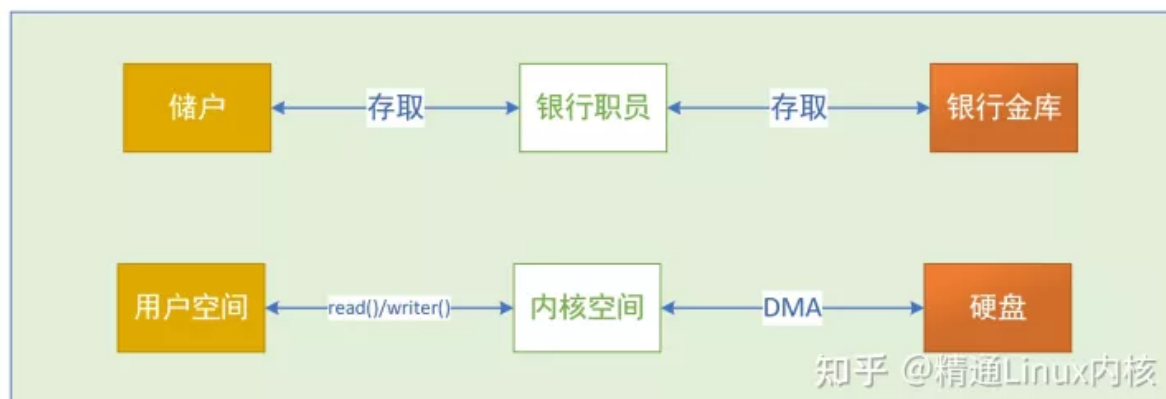 储户 存取 银行职员 存取 银行金库
用户空间 read()/writer() 内核空间 DMA 硬盘
知乎 @精通Linux内核